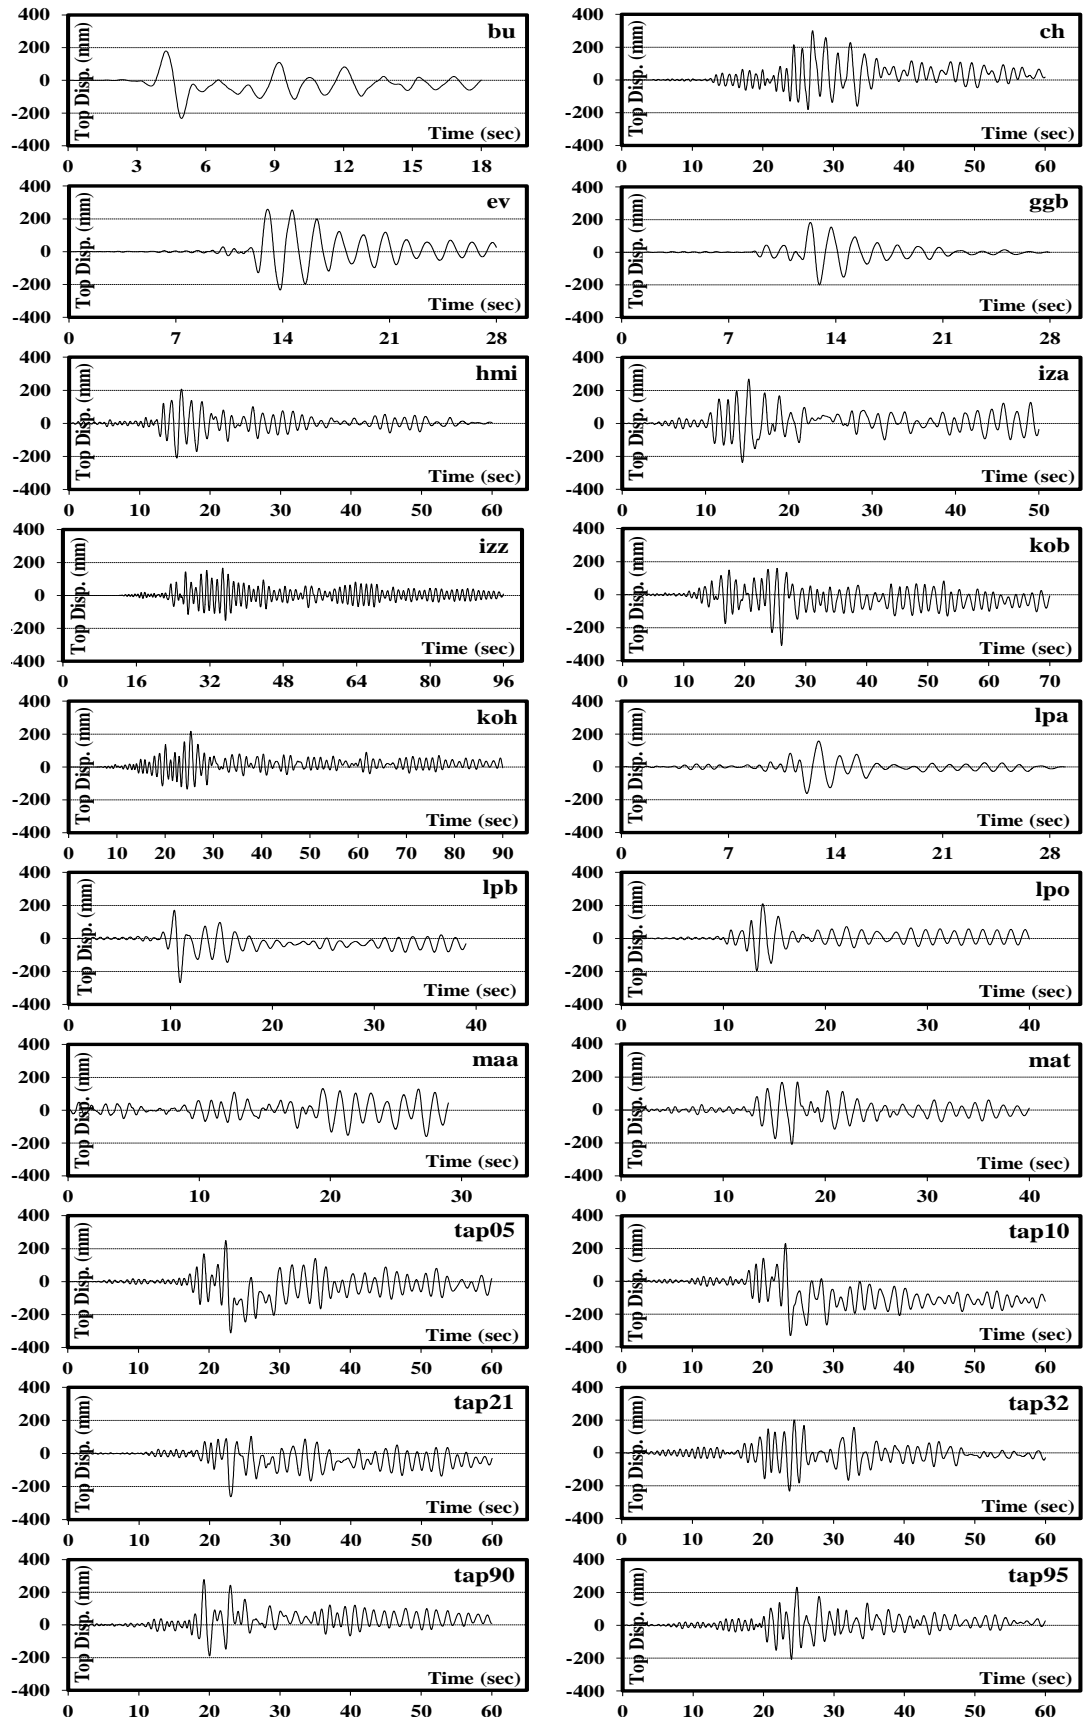 400
200
0
-200
-400
Top Disp. (mm)
bu
Time (sec)
0 3 6 9 12 15 18
400
200
0
-200
-400
Top Disp. (mm)
ch
Time (sec)
0 10 20 30 40 50 60
400
200
0
-200
-400
Top Disp. (mm)
ev
Time (sec)
0 7 14 21 28
400
200
0
-200
-400
Top Disp. (mm)
ggb
Time (sec)
0 7 14 21 28
400
200
0
-200
-400
Top Disp. (mm)
hmi
Time (sec)
0 10 20 30 40 50 60
400
200
0
-200
-400
Top Disp. (mm)
iza
Time (sec)
0 10 20 30 40 50
400
200
0
-200
-400
Top Disp. (mm)
izz
Time (sec)
0 16 32 48 64 80 96
400
200
0
-200
-400
Top Disp. (mm)
kob
Time (sec)
0 10 20 30 40 50 60 70
400
200
0
-200
-400
Top Disp. (mm)
koh
Time (sec)
0 10 20 30 40 50 60 70 80 90
400
200
0
-200
-400
Top Disp. (mm)
lpa
Time (sec)
0 7 14 21 28
400
200
0
-200
-400
Top Disp. (mm)
lpb
Time (sec)
0 10 20 30 40
400
200
0
-200
-400
Top Disp. (mm)
lpo
Time (sec)
0 10 20 30 40
400
200
0
-200
-400
Top Disp. (mm)
maa
Time (sec)
0 10 20 30
400
200
0
-200
-400
Top Disp. (mm)
mat
Time (sec)
0 10 20 30 40
400
200
0
-200
-400
Top Disp. (mm)
tap05
Time (sec)
0 10 20 30 40 50 60
400
200
0
-200
-400
Top Disp. (mm)
tap10
Time (sec)
0 10 20 30 40 50 60
400
200
0
-200
-400
Top Disp. (mm)
tap21
Time (sec)
0 10 20 30 40 50 60
400
200
0
-200
-400
Top Disp. (mm)
tap32
Time (sec)
0 10 20 30 40 50 60
400
200
0
-200
-400
Top Disp. (mm)
tap90
Time (sec)
0 10 20 30 40 50 60
400
200
0
-200
-400
Top Disp. (mm)
tap95
Time (sec)
0 10 20 30 40 50 60